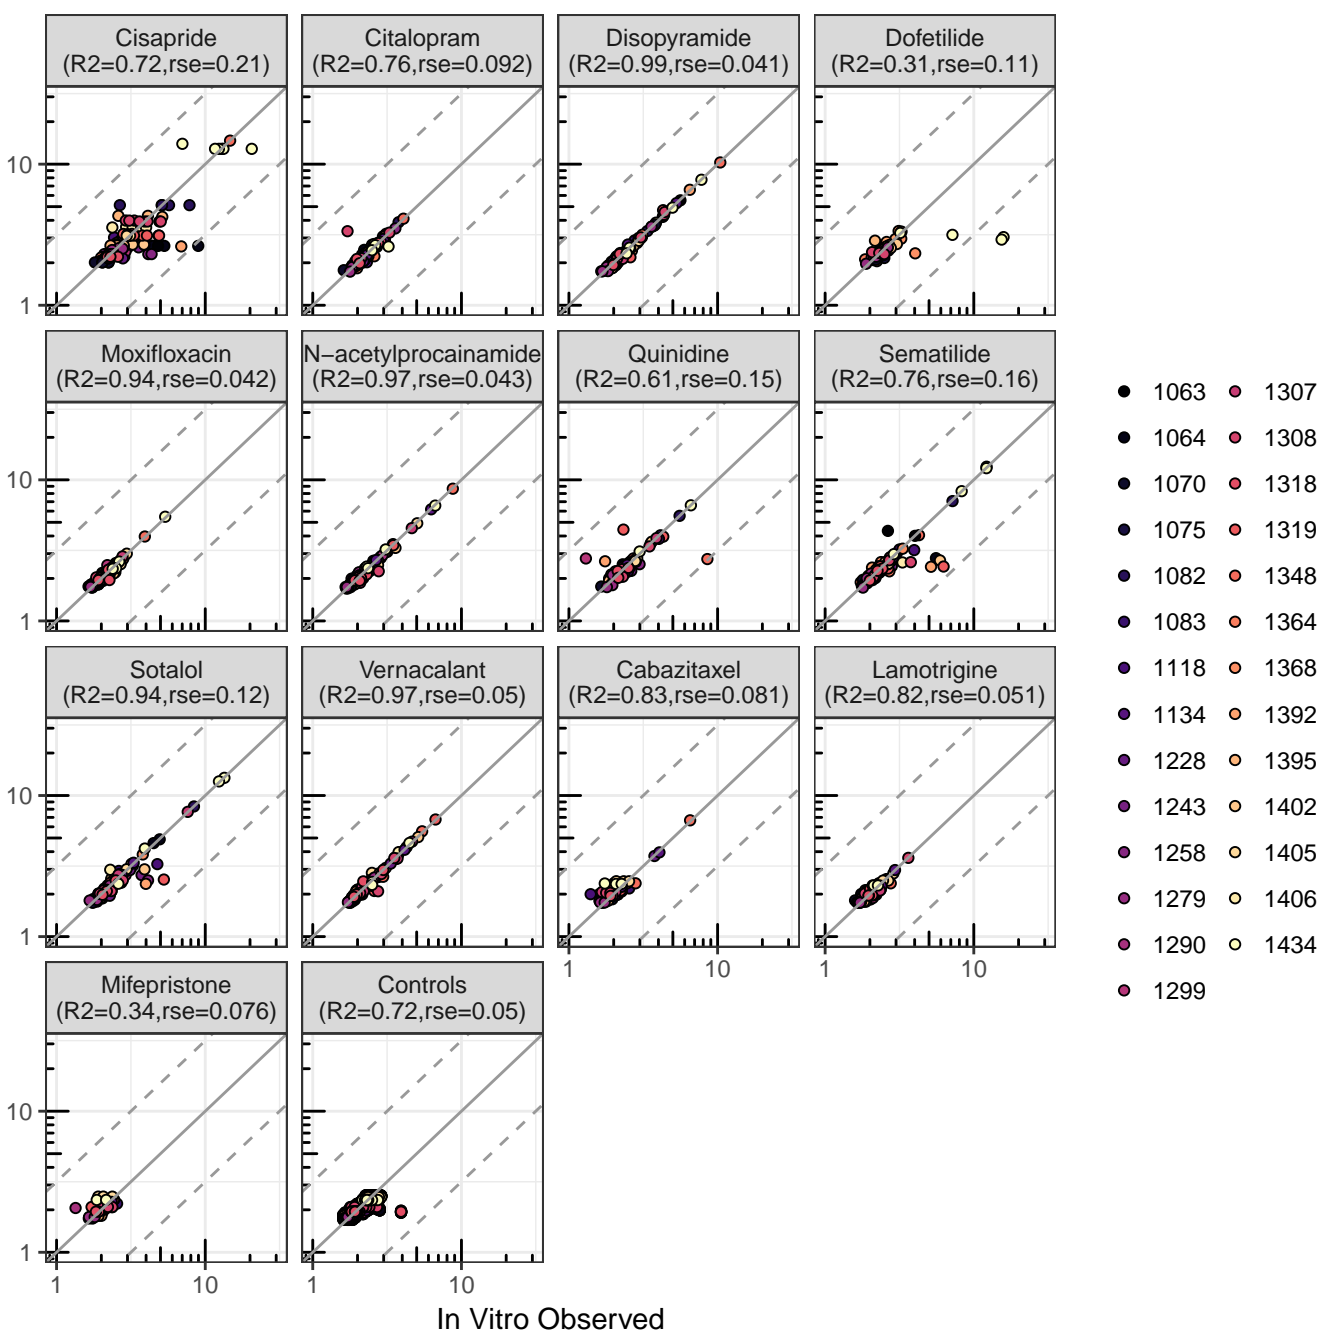 Cisapride
(R2=0.72,rse=0.21)
Citalopram
(R2=0.76,rse=0.092)
Disopyramide
(R2=0.99,rse=0.041)
Dofetilide
(R2=0.31,rse=0.11)
10
1
Moxifloxacin
(R2=0.94,rse=0.042)
N−acetylprocainamide
(R2=0.97,rse=0.043)
Quinidine
(R2=0.61,rse=0.15)
Sematilide
(R2=0.76,rse=0.16)
10
1
Sotalol
(R2=0.94,rse=0.12)
Vernacalant
(R2=0.97,rse=0.05)
Cabazitaxel
(R2=0.83,rse=0.081)
Lamotrigine
(R2=0.82,rse=0.051)
10
1
1 10 1 10
Mifepristone
(R2=0.34,rse=0.076)
Controls
(R2=0.72,rse=0.05)
10
1
1 10 1 10
In Vitro Observed
1063 1307
1064 1308
1070 1318
1075 1319
1082 1348
1083 1364
1118 1368
1134 1392
1228 1395
1243 1402
1258 1405
1279 1406
1290 1434
1299